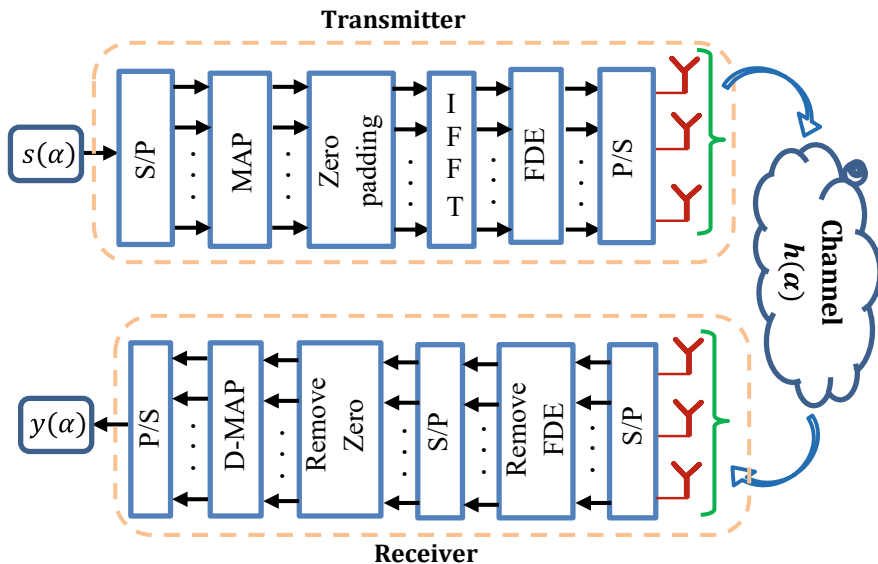 Transmitter
s(α)
S/P
MAP
Zero
padding
I
F
F
T
FDE
P/S
Channel
h(α)
y(α)
P/S
D-MAP
Remove
Zero
S/P
Remove
FDE
S/P
Receiver